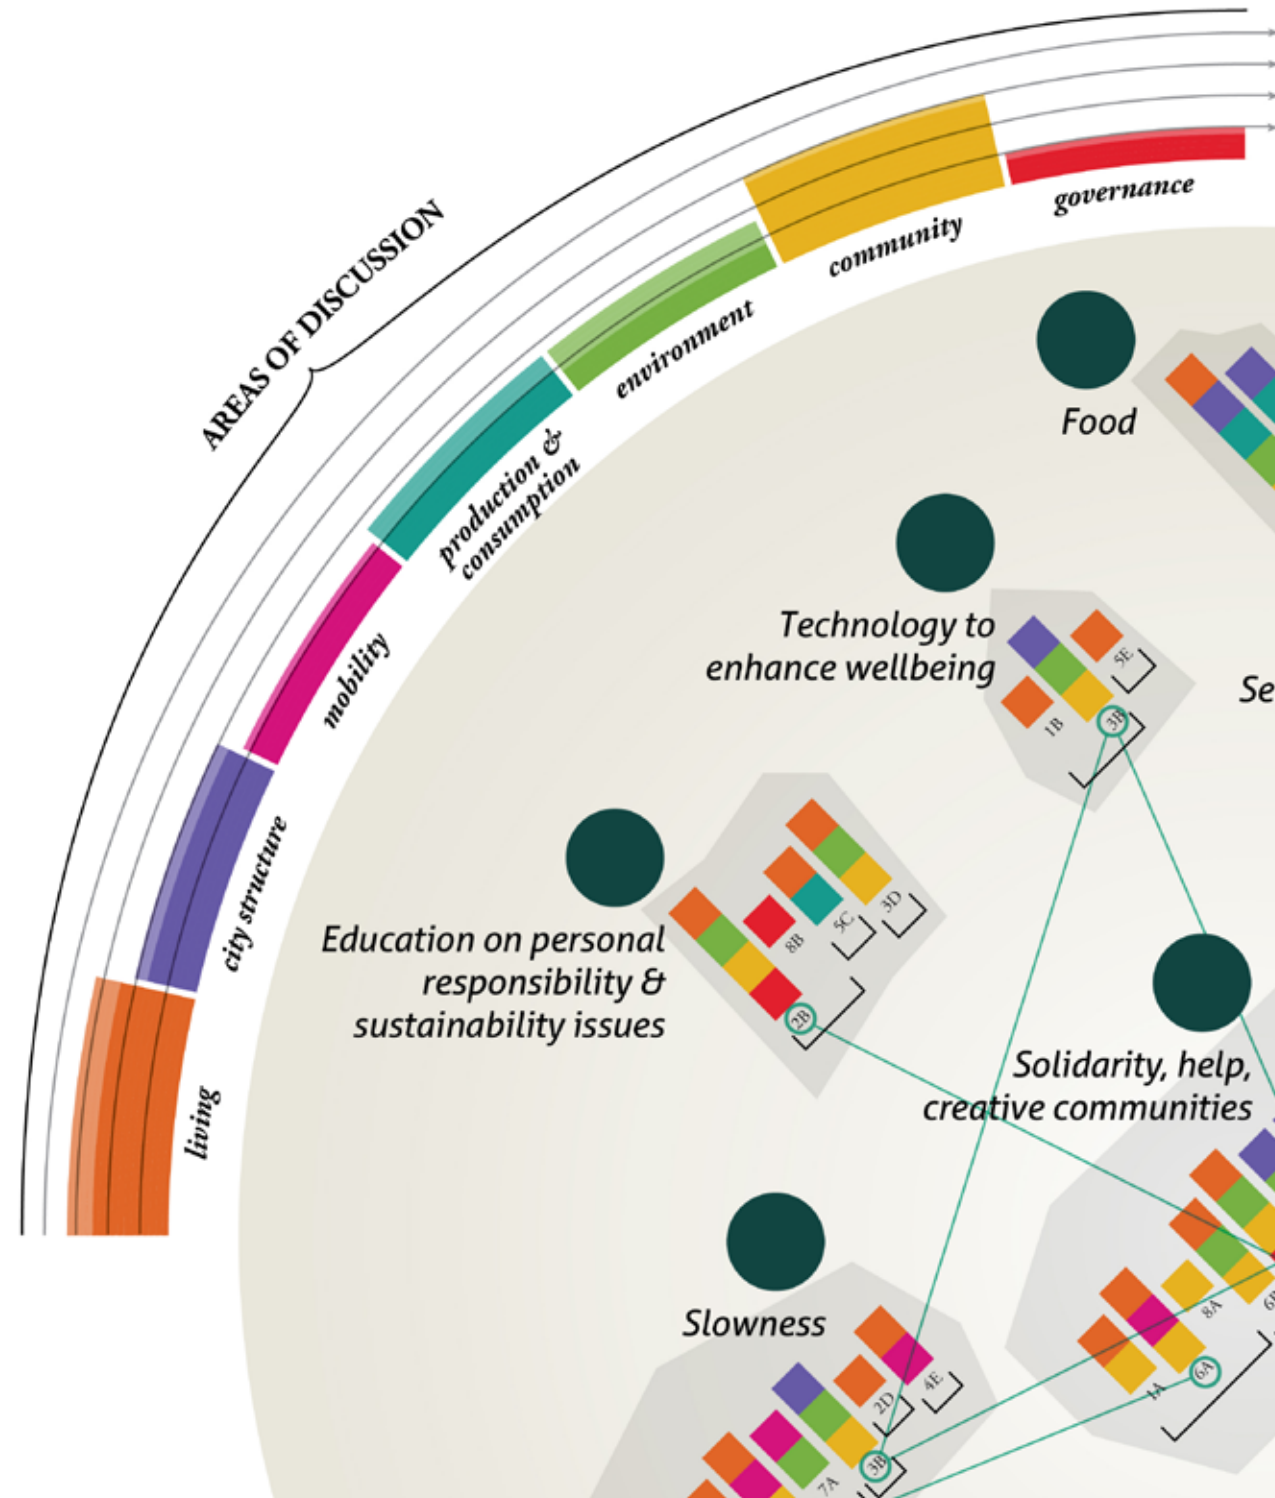 AREAS OF DISCUSSION
governance
community
environment
production &
consumption
mobility
city structure
living
Food
Technology to
enhance wellbeing
5E
1B
3B
Se
3D
5C
8B
2B
Education on personal
responsibility &
sustainability issues
Solidarity, help,
creative communities
8A
6A
1A
Slowness
4E
2D
3B
7A